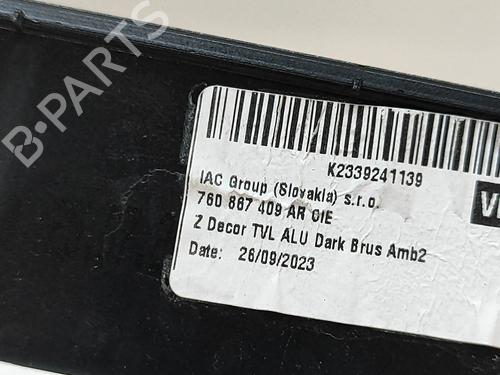 B-PARTS
K2339241139
IAC Group (Slovakia) s.r.o.
760 867 409 AR CIE
Z Decor TVL ALU Dark Brus Amb2
Date: 26/09/2023